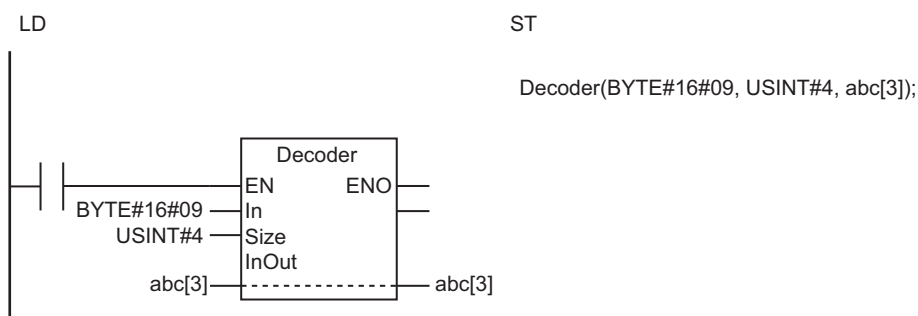 LD
ST
Decoder(BYTE#16#09, USINT#4, abc[3]);
Decoder
EN ENO
BYTE#16#09 In
USINT#4 Size
InOut
abc[3] abc[3]